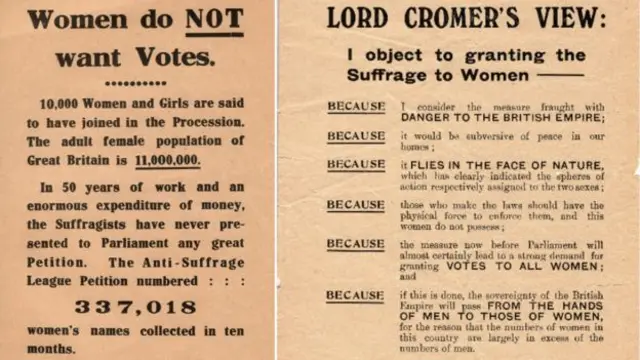 Women do NOT
want Votes.
10,000 Women and Girls are said
to have joined in the Procession.
The adult female population of
Great Britain is 11,000,000.
In 50 years of work and an
enormous expenditure of money,
the Suffragists have never pre-
sented to Parliament any great
Petition. The Anti-Suffrage
League Petition numbered : : :
337,018
women's names collected in ten
months.
LORD CROMER'S VIEW:
I object to granting the
Suffrage to Women ——
BECAUSE I consider the measure fraught with
DANGER TO THE BRITISH EMPIRE;
BECAUSE it would be subversive of peace in our
homes;
BECAUSE it FLIES IN THE FACE OF NATURE,
which has clearly indicated the spheres of
action respectively assigned to the two sexes;
BECAUSE those who make the laws should have the
physical force to enforce them, and this
women do not possess;
BECAUSE the measure now before Parliament will
almost certainly lead to a strong demand for
granting VOTES TO ALL WOMEN;
and
BECAUSE if this is done, the sovereignty of the British
Empire will pass FROM THE HANDS
OF MEN TO THOSE OF WOMEN,
for the reason that the numbers of women in
this country are largely in excess of the
numbers of men.